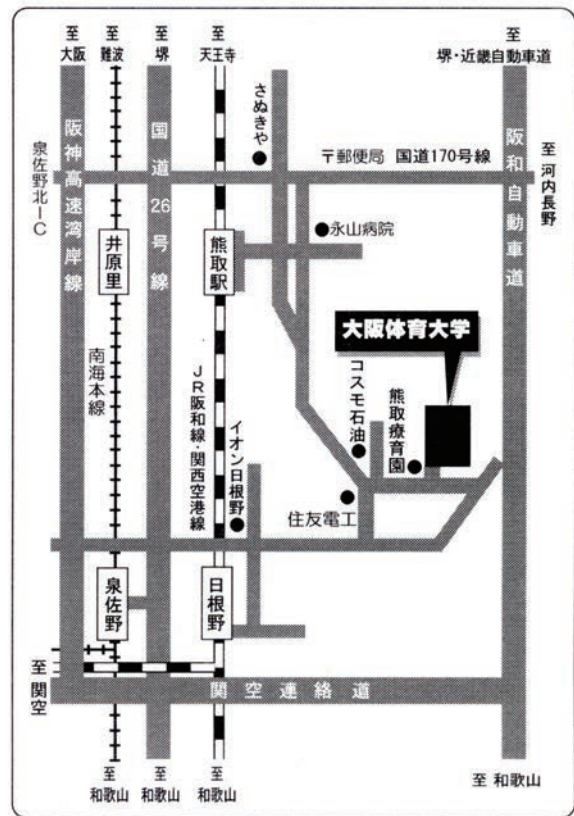 至
大阪
至
難波
至
堺
至
天王寺
至
堺・近畿自動車道
さぬきや
阪神高速湾岸線
国道26号線
阪和自動車道
泉佐野北IC
〒郵便局 国道170号線
至 河内長野
永山病院
井原里
熊取駅
大阪体育大学
南海本線
JR阪和線・関西空港線
コスモ石油
熊取療育園
イオン日根野
住友電工
泉佐野
日根野
至 関空
関空連絡道
至
和歌山
至
和歌山
至
和歌山
至 和歌山